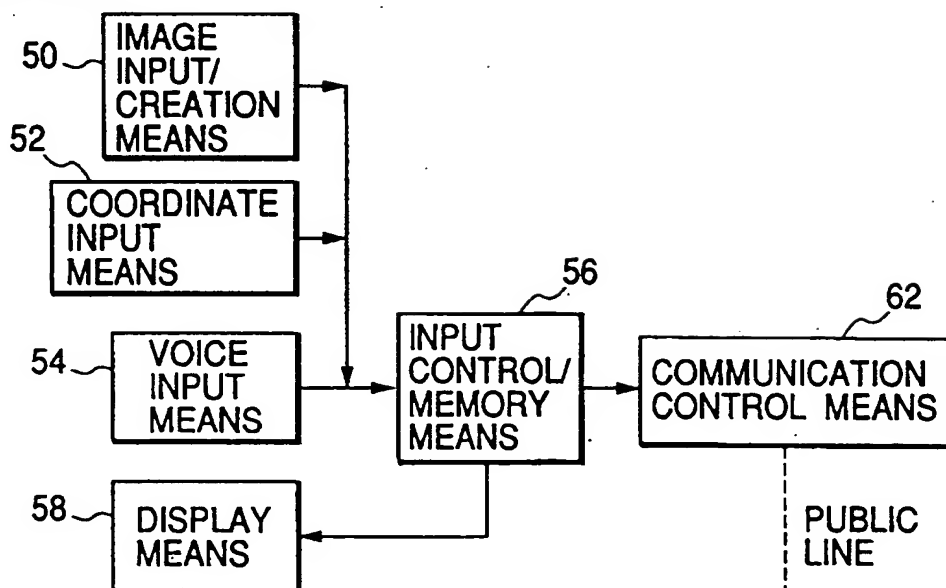 50
IMAGE
INPUT/
CREATION
MEANS
52
COORDINATE
INPUT
MEANS
54
VOICE
INPUT
MEANS
56
INPUT
CONTROL/
MEMORY
MEANS
62
COMMUNICATION
CONTROL MEANS
58
DISPLAY
MEANS
PUBLIC
LINE